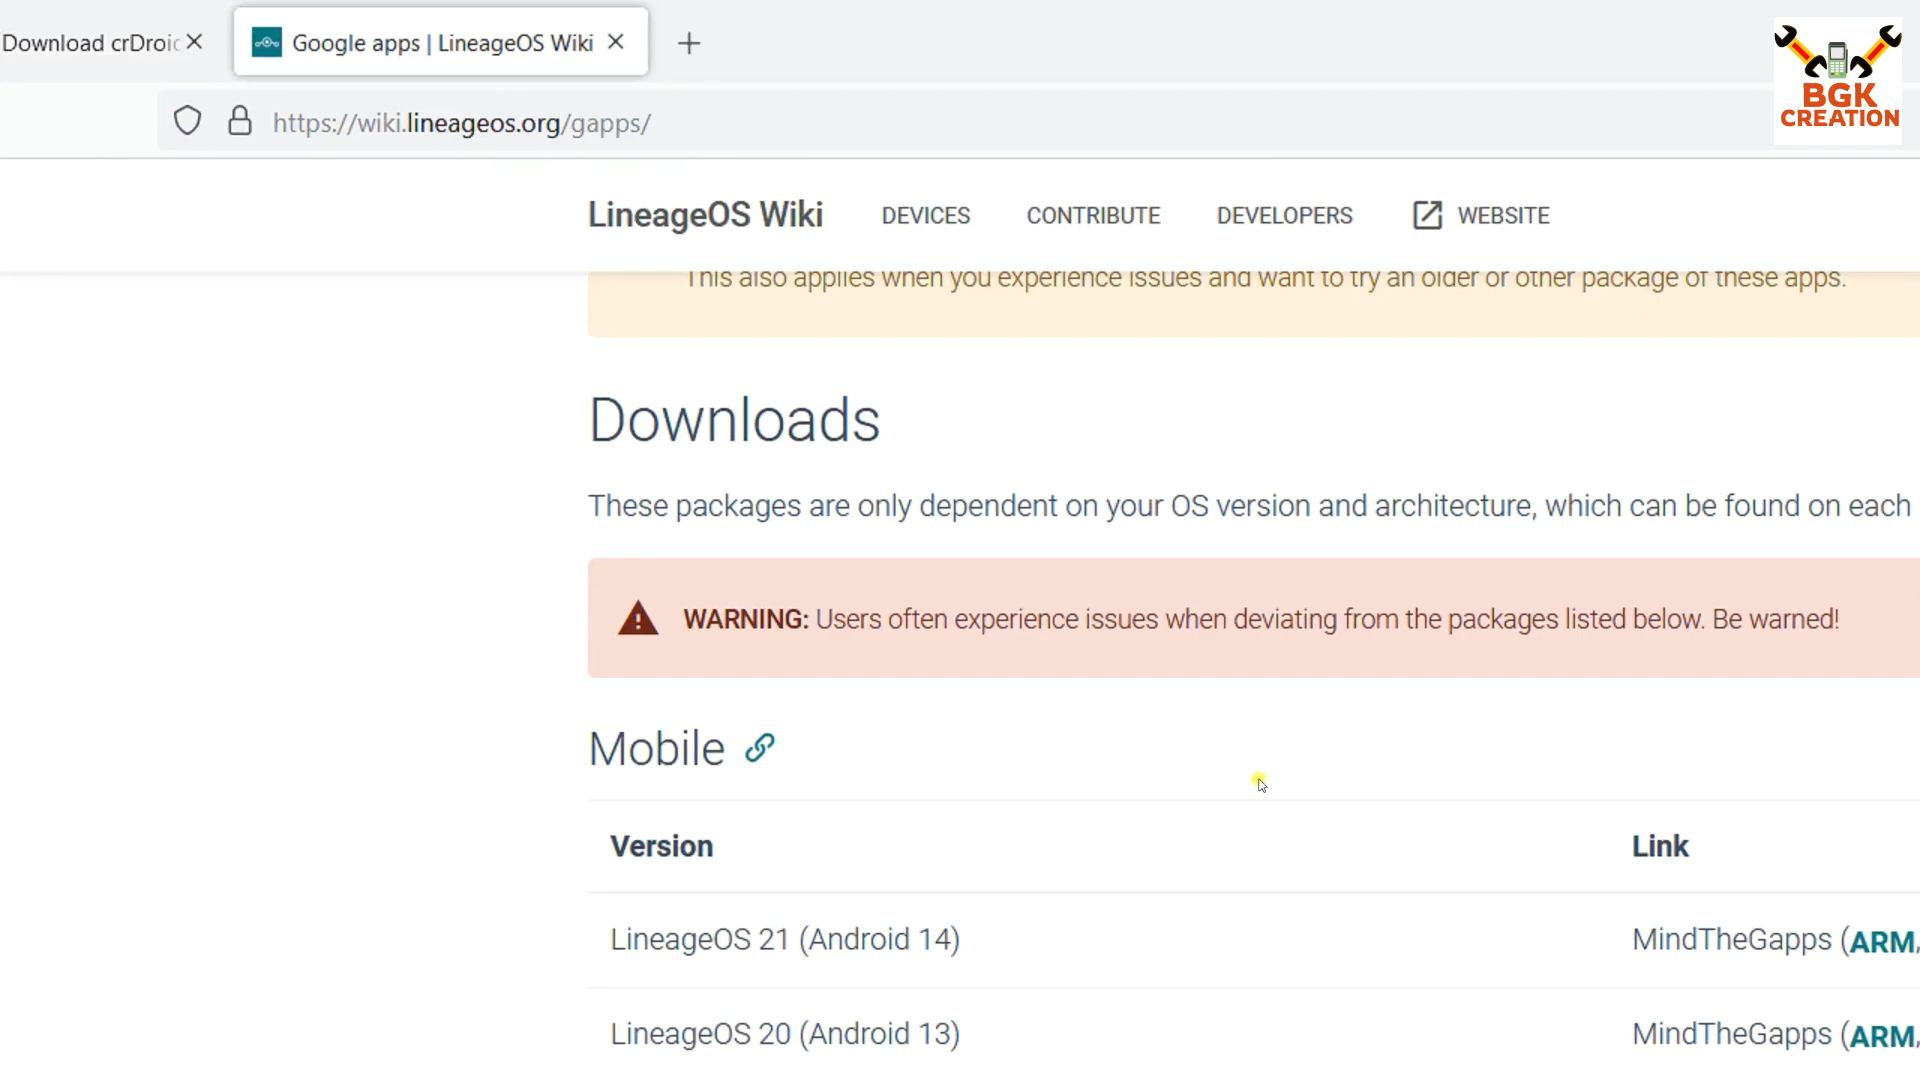 Download crDroid
Google apps | LineageOS Wiki
https://wiki.lineageos.org/gapps/
BGK
CREATION
LineageOS Wiki DEVICES CONTRIBUTE DEVELOPERS WEBSITE
This also applies when you experience issues and want to try an older or other package of these apps.
Downloads
These packages are only dependent on your OS version and architecture, which can be found on each
WARNING: Users often experience issues when deviating from the packages listed below. Be warned!
Mobile
Version Link
LineageOS 21 (Android 14) MindTheGapps (ARM,
LineageOS 20 (Android 13) MindTheGapps (ARM,